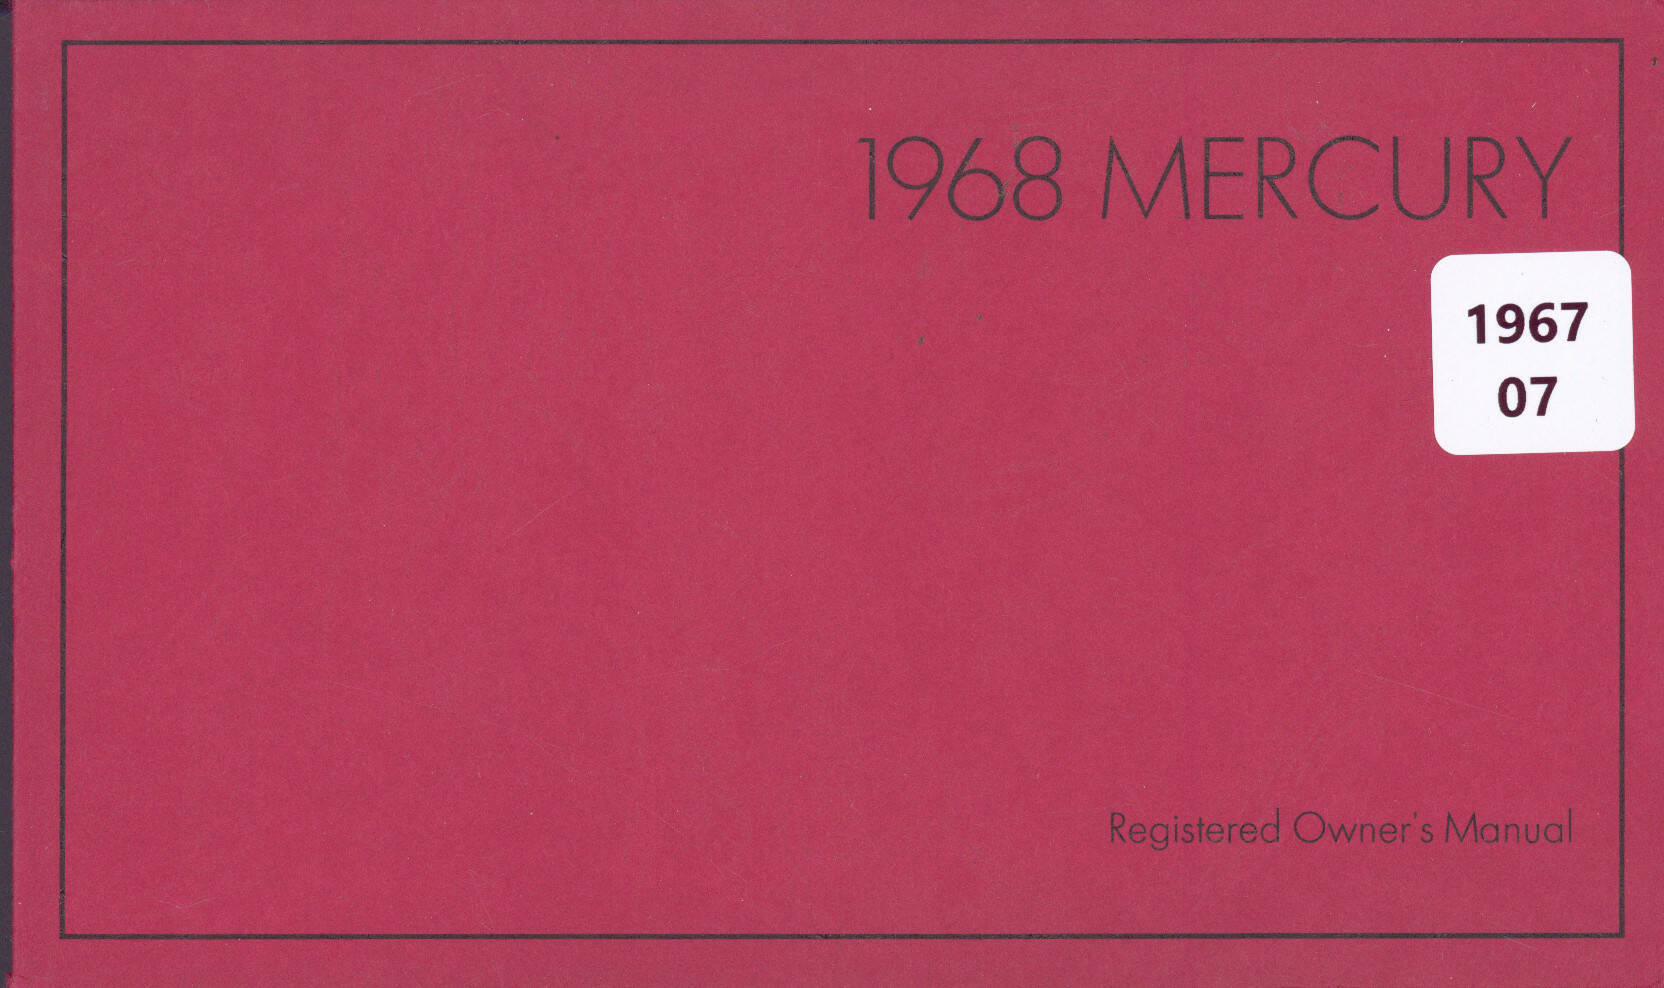 1968 MERCURY
1967
07
Registered Owner's Manual